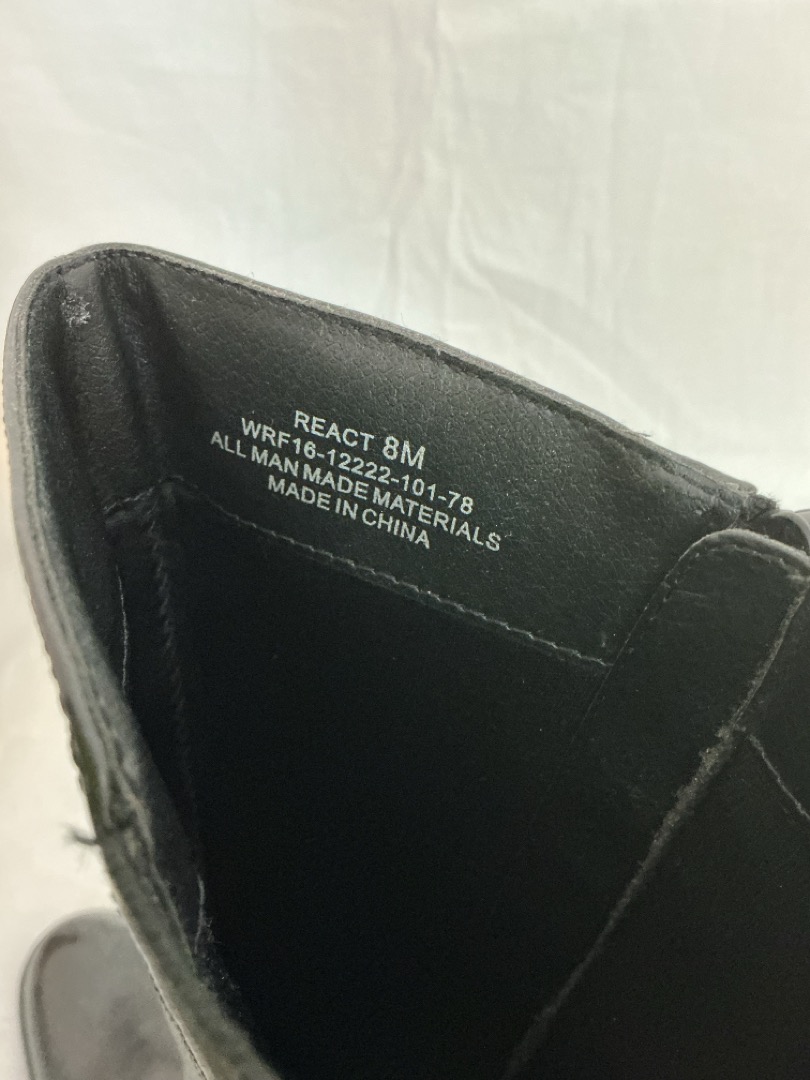 REACT 8M
WRF16-12222-101-78
ALL MAN MADE MATERIALS
MADE IN CHINA